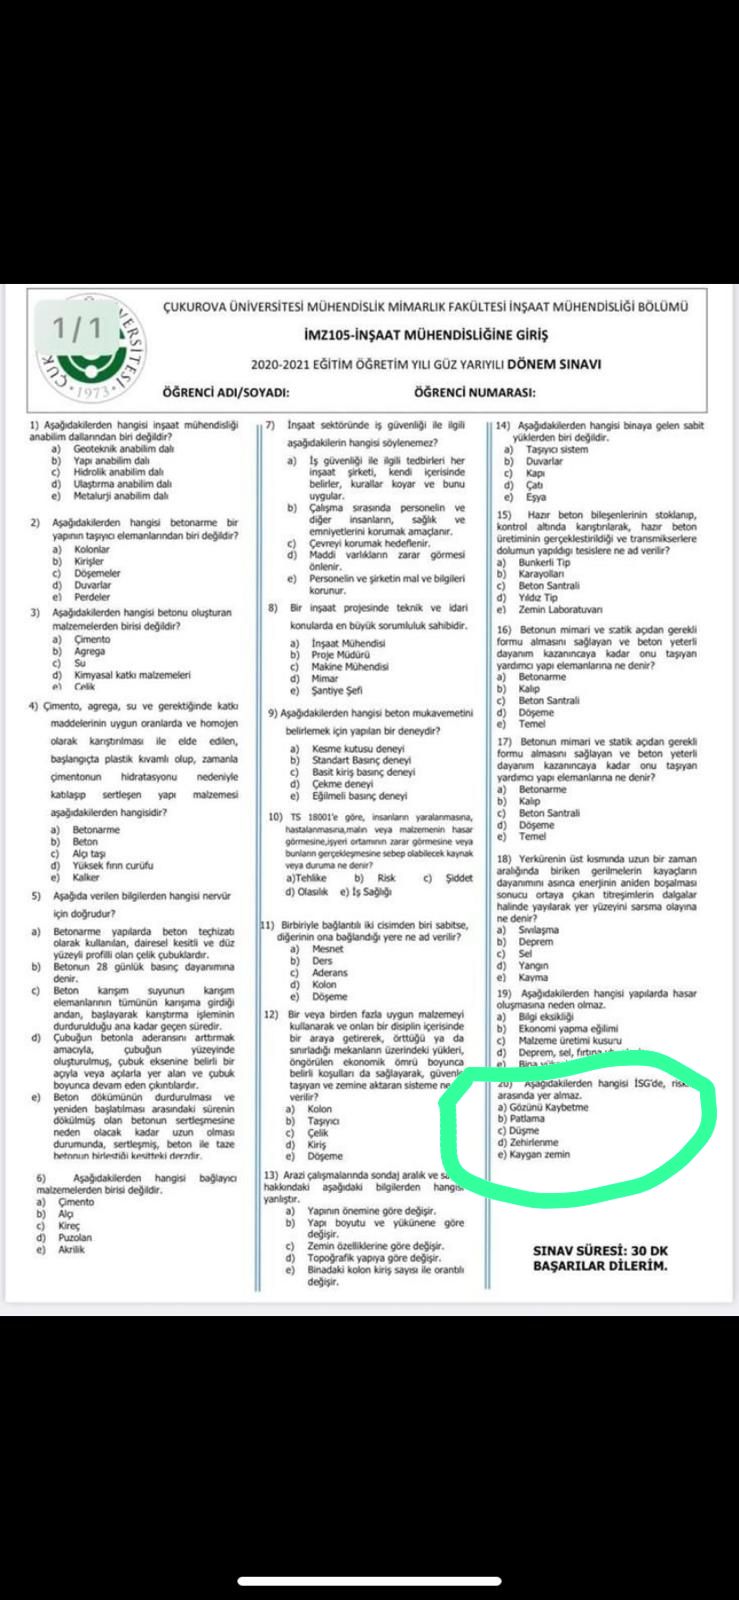 1/1
ÇUKUROVA ÜNİVERSİTESİ MÜHENDİSLİK MİMARLIK FAKÜLTESİ İNŞAAT MÜHENDİSLİĞİ BÖLÜMÜ
İMZ105-İNŞAAT MÜHENDİSLİĞİNE GİRİŞ
2020-2021 EĞİTİM ÖĞRETİM YILI GÜZ YARIYILI DÖNEM SINAVI
ÖĞRENCİ ADI/SOYADI: ÖĞRENCİ NUMARASI:
1973
1) Aşağıdakilerden hangisi inşaat mühendisliği
anabilim dallarından biri değildir?
a) Geoteknik anabilim dalı
b) Yapı anabilim dalı
c) Hidrolik anabilim dalı
d) Ulaştırma anabilim dalı
e) Metalurji anabilim dalı
2) Aşağıdakilerden hangisi betonarme bir
yapının taşıyıcı elemanlarından biri değildir?
a) Kolonlar
b) Kirişler
c) Döşemeler
d) Duvarlar
e) Perdeler
3) Aşağıdakilerden hangisi betonu oluşturan
malzemelerden birisi değildir?
a) Çimento
b) Agrega
c) Su
d) Kimyasal katkı malzemeleri
e) Çelik
4) Çimento, agrega, su ve gerektiğinde katkı
maddelerinin uygun oranlarda ve homojen
olarak karıştırılması ile elde edilen,
başlangıçta plastik kıvamlı olup, zamanla
çimentonun hidratasyonu nedeniyle
katılaşıp sertleşen yapı malzemesi
aşağıdakilerden hangisidir?
a) Betonarme
b) Beton
c) Alçı taşı
d) Yüksek fırın curüfu
e) Kalker
5) Aşağıda verilen bilgilerden hangisi nervür
için doğrudur?
a) Betonarme yapılarda beton teçhizatı
olarak kullanılan, dairesel kesitli ve düz
yüzeyli profilli olan çelik çubuklardır.
b) Betonun 28 günlük basınç dayanımına
denir.
c) Beton karışım suyunun karışım
elemanlarının tümünün karışıma girdiği
andan, başlayarak karıştırma işleminin
durdurulduğu ana kadar geçen süredir.
d) Çubuğun betonla aderansını arttırmak
amacıyla, çubuğun yüzeyinde
oluşturulmuş, çubuk eksenine belirli bir
açıyla veya açılarla yer alan ve çubuk
boyunca devam eden çıkıntılardır.
e) Beton dökümünün durdurulması ve
yeniden başlatılması arasındaki sürenin
dökülmüş olan betonun sertleşmesine
neden olacak kadar uzun olması
durumunda, sertleşmiş, beton ile taze
betonun birleştiği kesitteki derzdir.
6) Aşağıdakilerden hangisi bağlayıcı
malzemelerden birisi değildir.
a) Çimento
b) Alçı
c) Kireç
d) Puzolan
e) Akrilik
7) İnşaat sektöründe iş güvenliği ile ilgili
aşağıdakilerin hangisi söylenemez?
a) İş güvenliği ile ilgili tedbirleri her
inşaat şirketi, kendi içerisinde
belirler, kurallar koyar ve bunu
uygular.
b) Çalışma sırasında personelin ve
diğer insanların, sağlık ve
emniyetlerini korumak amaçlanır.
c) Çevreyi korumak hedeflenir.
d) Maddi varlıkların zarar görmesi
önlenir.
e) Personelin ve şirketin mal ve bilgileri
korunur.
8) Bir inşaat projesinde teknik ve idari
konularda en büyük sorumluluk sahibidir.
a) İnşaat Mühendisi
b) Proje Müdürü
c) Makine Mühendisi
d) Mimar
e) Şantiye Şefi
9) Aşağıdakilerden hangisi beton mukavemetini
belirlemek için yapılan bir deneydir?
a) Kesme kutusu deneyi
b) Standart Basınç deneyi
c) Basit kiriş basınç deneyi
d) Çekme deneyi
e) Eğilmeli basınç deneyi
10) TS 18001'e göre, insanların yaralanmasına,
hastalanmasına,malın veya malzemenin hasar
görmesine,işyeri ortamının zarar görmesine veya
bunların gerçekleşmesine sebep olabilecek kaynak
veya duruma ne denir?
a)Tehlike b) Risk c) Şiddet
d) Olasılık e) İş Sağlığı
11) Birbiriyle bağlantılı iki cisimden biri sabitse,
diğerinin ona bağlandığı yere ne ad verilir?
a) Mesnet
b) Ders
c) Aderans
d) Kolon
e) Döşeme
12) Bir veya birden fazla uygun malzemeyi
kullanarak ve onları bir disiplin içerisinde
bir araya getirerek, örttüğü ya da
sınırladığı mekanların üzerindeki yükleri,
öngörülen ekonomik ömrü boyunca
belirli koşulları da sağlayarak, güvenle
taşıyan ve zemine aktaran sisteme ne
verilir?
a) Kolon
b) Taşıyıcı
c) Çelik
d) Kiriş
e) Döşeme
13) Arazi çalışmalarında sondaj aralık ve
hakkındaki aşağıdaki bilgilerden hangisi
yanlıştır.
a) Yapının önemine göre değişir.
b) Yapı boyutu ve yükünene göre
değişir.
c) Zemin özelliklerine göre değişir.
d) Topoğrafik yapıya göre değişir.
e) Binadaki kolon kiriş sayısı ile orantılı
değişir.
14) Aşağıdakilerden hangisi binaya gelen sabit
yüklerden biri değildir.
a) Taşıyıcı sistem
b) Duvarlar
c) Kapı
d) Çatı
e) Eşya
15) Hazır beton bileşenlerinin stoklanıp,
kontrol altında karıştırılarak, hazır beton
üretiminin gerçekleştirildiği ve transmikserlere
dolumun yapıldığı tesislere ne ad verilir?
a) Bunkerli Tip
b) Karayolları
c) Beton Santrali
d) Yıldız Tip
e) Zemin Laboratuvarı
16) Betonun mimari ve statik açıdan gerekli
formu almasını sağlayan ve beton yeterli
dayanım kazanıncaya kadar onu taşıyan
yardımcı yapı elemanlarına ne denir?
a) Betonarme
b) Kalıp
c) Beton Santrali
d) Döşeme
e) Temel
17) Betonun mimari ve statik açıdan gerekli
formu almasını sağlayan ve beton yeterli
dayanım kazanıncaya kadar onu taşıyan
yardımcı yapı elemanlarına ne denir?
a) Betonarme
b) Kalıp
c) Beton Santrali
d) Döşeme
e) Temel
18) Yerkürenin üst kısmında uzun bir zaman
aralığında biriken gerilmelerin kayaçların
dayanımını asınca enerjinin aniden boşalması
sonucu ortaya çıkan titreşimlerin dalgalar
halinde yayılarak yer yüzeyini sarsma olayına
ne denir?
a) Sıvılaşma
b) Deprem
c) Sel
d) Yangın
e) Kayma
19) Aşağıdakilerden hangisi yapılarda hasar
oluşmasına neden olmaz.
a) Bilgi eksikliği
b) Ekonomi yapma eğilimi
c) Malzeme üretimi kusuru
d) Deprem, sel, fırtına
e) Bina
20) Aşağıdakilerden hangisi İSG'de,
arasında yer almaz.
a) Gözünü Kaybetme
b) Patlama
c) Düşme
d) Zehirlenme
e) Kaygan zemin
SINAV SÜRESİ: 30 DK
BAŞARILAR DİLERİM.